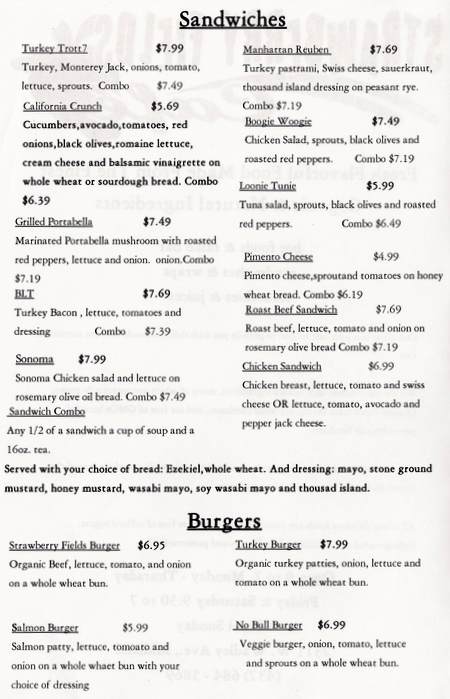 Sandwiches
Turkey Trott7 $7.99
Turkey, Monterey Jack, onions, tomato,
lettuce, sprouts. Combo $7.49
California Crunch $5.69
Cucumbers,avocado,tomatoes, red
onions,black olives,romaine lettuce,
cream cheese and balsamic vinaigrette on
whole wheat or sourdough bread. Combo
$6.39
Grilled Portabella $7.49
Marinated Portabella mushroom with roasted
red peppers, lettuce and onion. onion.Combo
$7.19
BLT $7.69
Turkey Bacon , lettuce, tomatoes and
dressing Combo $7.39
Sonoma $7.99
Sonoma Chicken salad and lettuce on
rosemary olive oil bread. Combo $7.49
Sandwich Combo
Any 1/2 of a sandwich a cup of soup and a
16oz. tea.
Manhattan Reuben $7.69
Turkey pastrami, Swiss cheese, sauerkraut,
thousand island dressing on peasant rye.
Combo $7.19
Boogie Woogie $7.49
Chicken Salad, sprouts, black olives and
roasted red peppers. Combo $7.19
Loonie Tunie $5.99
Tuna salad, sprouts, black olives and roasted
red peppers. Combo $6.49
Pimento Cheese $4.99
Pimento cheese,sproutand tomatoes on honey
wheat bread. Combo $6.19
Roast Beef Sandwich $7.69
Roast beef, lettuce, tomato and onion on
rosemary olive bread Combo $7.19
Chicken Sandwich $6.99
Chicken breast, lettuce, tomato and swiss
cheese OR lettuce, tomato, avocado and
pepper jack cheese.
Served with your choice of bread: Ezekiel,whole wheat. And dressing: mayo, stone ground
mustard, honey mustard, wasabi mayo, soy wasabi mayo and thousad island.
Burgers
Strawberry Fields Burger $6.95
Organic Beef, lettuce, tomato, and onion
on a whole wheat bun.
Turkey Burger $7.99
Organic turkey patties, onion, lettuce and
tomato on a whole wheat bun.
Salmon Burger $5.99
Salmon patty, lettuce, tomoato and
onion on a whole whaet bun with your
choice of dressing
No Bull Burger $6.99
Veggie burger, onion, tomato, lettuce
and sprouts on a whole wheat bun.